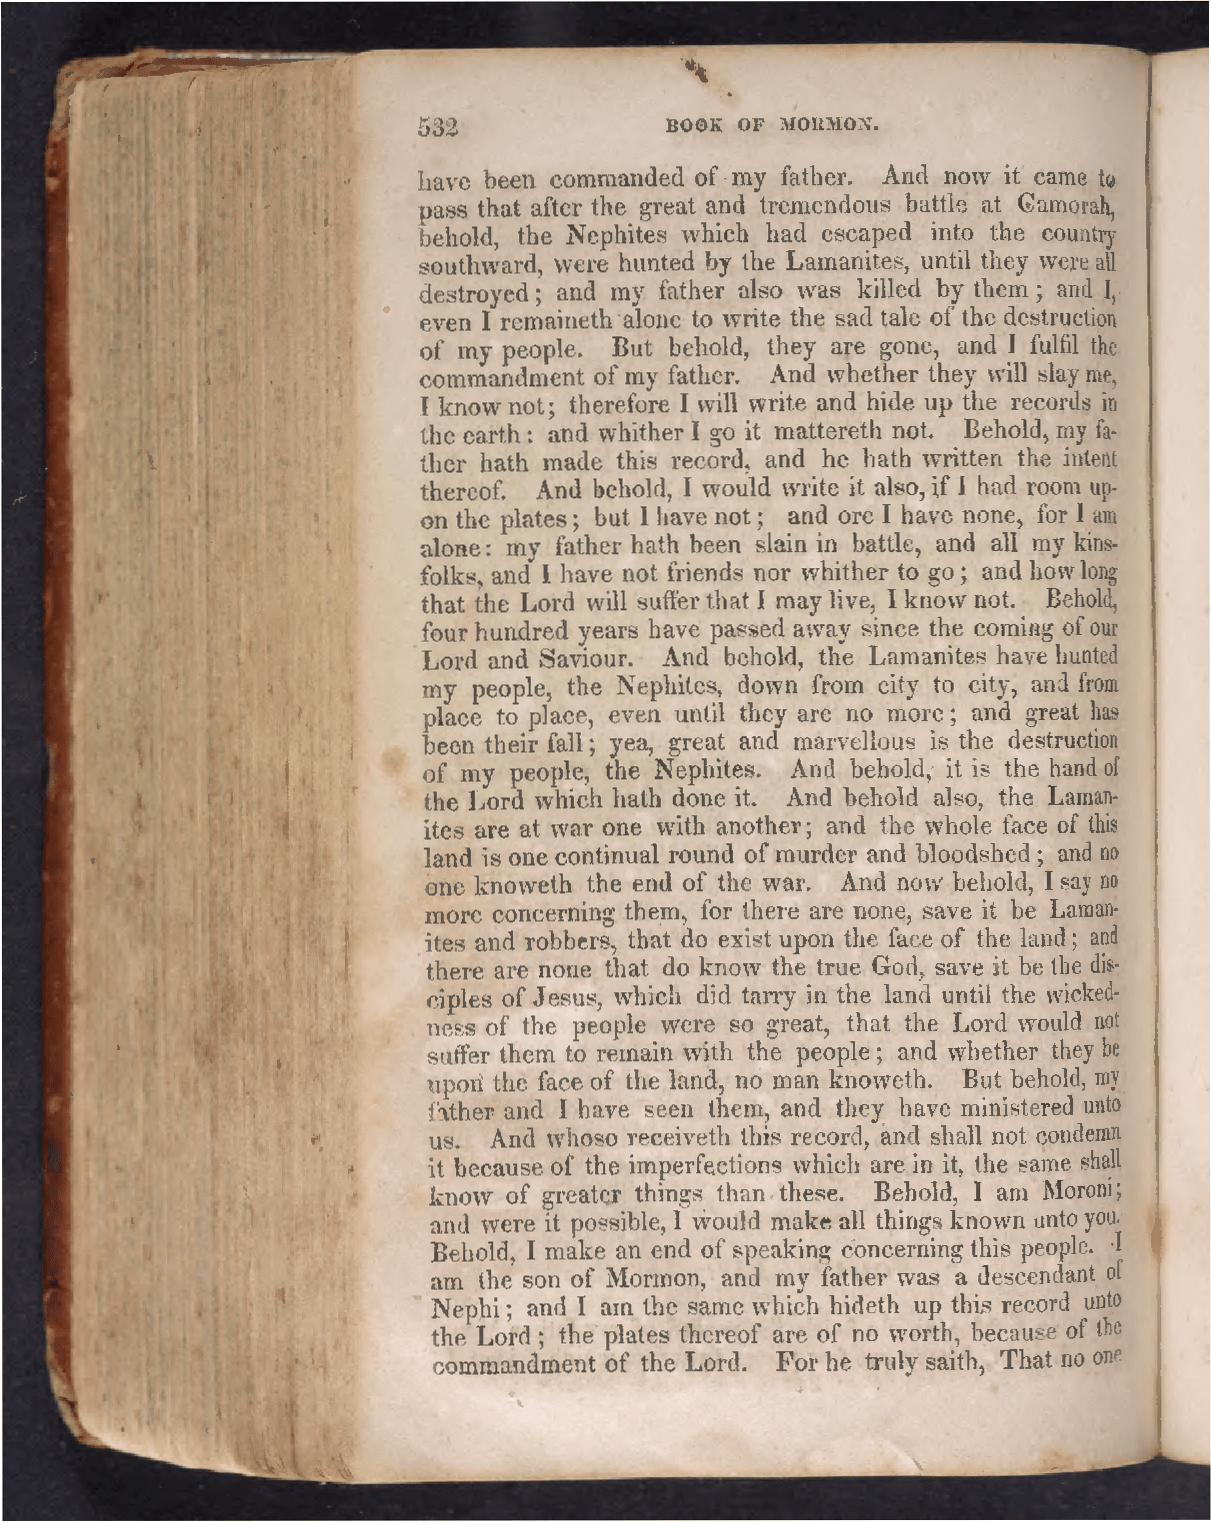 532 BOOK OF MORMON.
have been commanded of my father. And now it came to
pass that after the great and tremendous battle at Camorah,
behold, the Nephites which had escaped into the country
southward, were hunted by the Lamanites, until they were all
destroyed; and my father also was killed by them; and I,
even I remaineth alone to write the sad tale of the destruction
of my people. But behold, they are gone, and I fulfil the
commandment of my father. And whether they will slay me,
I know not; therefore I will write and hide up the records in
the earth: and whither I go it mattereth not. Behold, my fa-
ther hath made this record, and he hath written the intent
thereof. And behold, I would write it also, if I had room up-
on the plates; but I have not; and ore I have none, for I am
alone: my father hath been slain in battle, and all my kins-
folks, and I have not friends nor whither to go; and how long
that the Lord will suffer that I may live, I know not. Behold,
four hundred years have passed away since the coming of our
Lord and Saviour. And behold, the Lamanites have hunted
my people, the Nephites, down from city to city, and from
place to place, even until they are no more; and great has
been their fall; yea, great and marvellous is the destruction
of my people, the Nephites. And behold, it is the hand of
the Lord which hath done it. And behold also, the Laman-
ites are at war one with another; and the whole face of this
land is one continual round of murder and bloodshed; and no
one knoweth the end of the war. And now behold, I say no
more concerning them, for there are none, save it be Laman-
ites and robbers, that do exist upon the face of the land; and
there are none that do know the true God, save it be the dis-
ciples of Jesus, which did tarry in the land until the wicked-
ness of the people were so great, that the Lord would not
suffer them to remain with the people; and whether they be
upon the face of the land, no man knoweth. But behold, my
father and I have seen them, and they have ministered unto
us. And whoso receiveth this record, and shall not condemn
it because of the imperfections which are in it, the same shall
know of greater things than these. Behold, I am Moroni;
and were it possible, I would make all things known unto you.
Behold, I make an end of speaking concerning this people. I
am the son of Mormon, and my father was a descendant of
Nephi; and I am the same which hideth up this record unto
the Lord; the plates thereof are of no worth, because of the
commandment of the Lord. For he truly saith, That no one